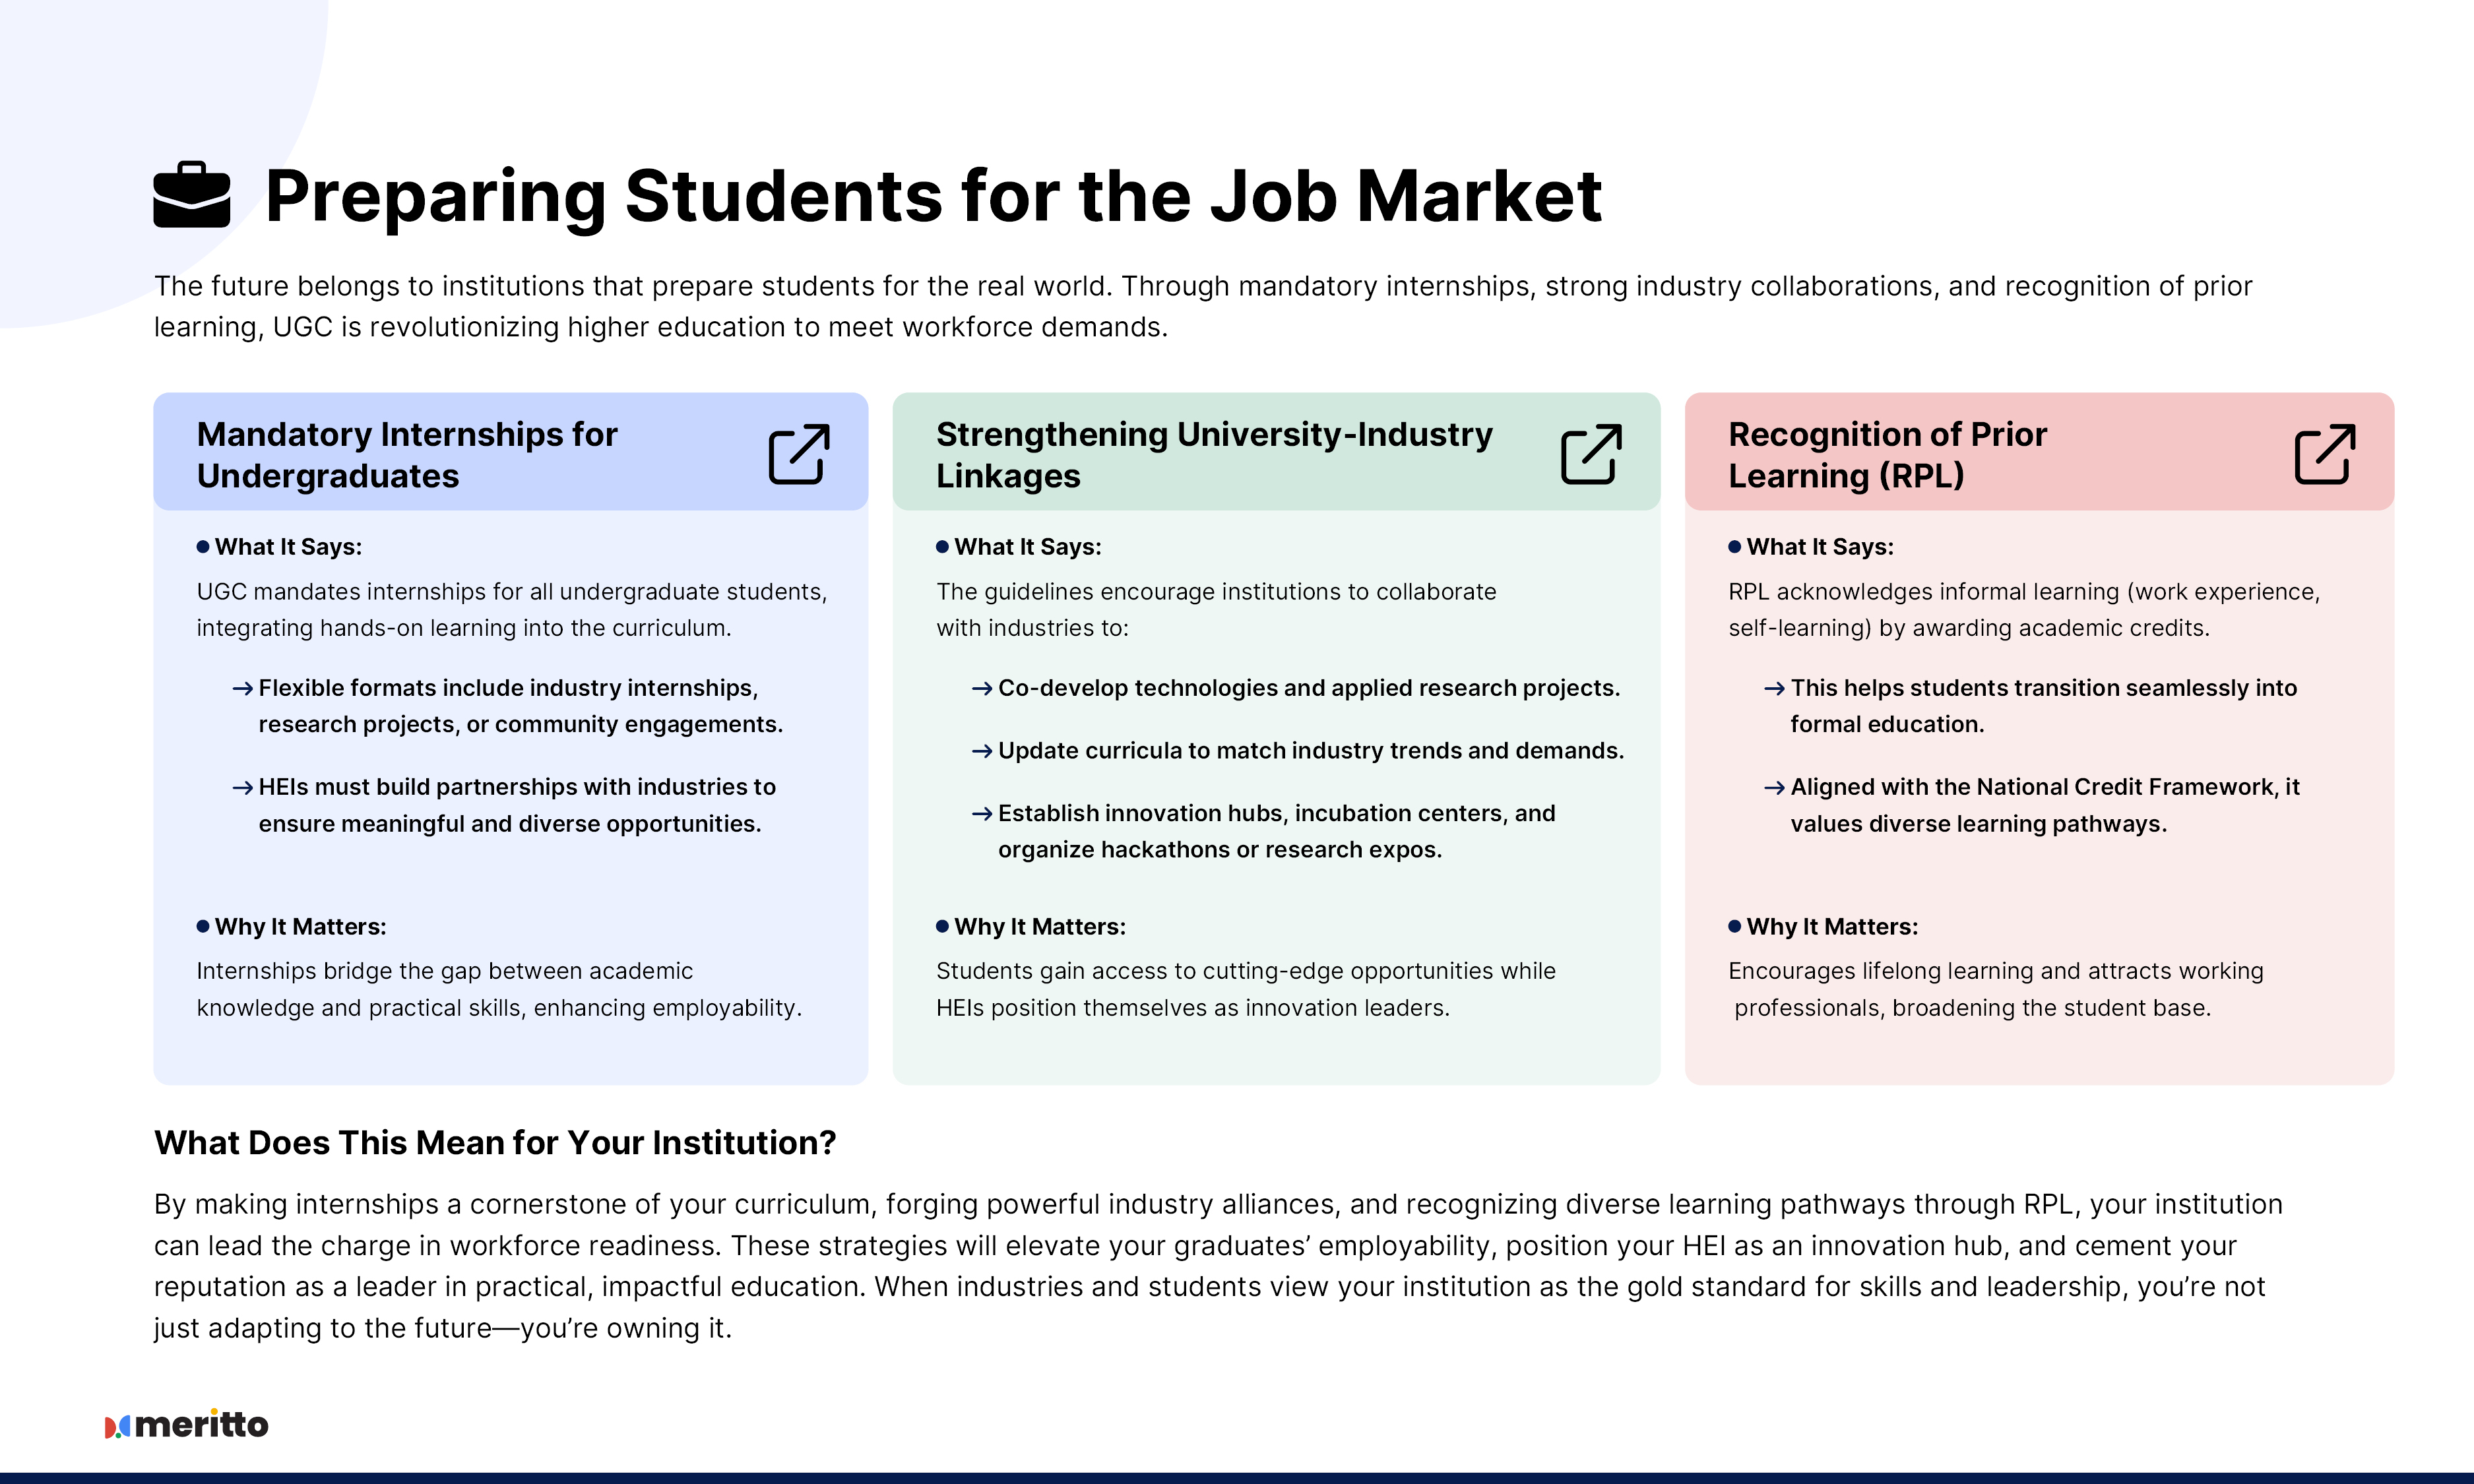 Preparing Students for the Job Market
The future belongs to institutions that prepare students for the real world. Through mandatory internships, strong industry collaborations, and recognition of prior
learning, UGC is revolutionizing higher education to meet workforce demands.
Mandatory Internships for
Undergraduates
What It Says:
UGC mandates internships for all undergraduate students,
integrating hands-on learning into the curriculum.
→ Flexible formats include industry internships,
research projects, or community engagements.
→ HEIs must build partnerships with industries to
ensure meaningful and diverse opportunities.
Why It Matters:
Internships bridge the gap between academic
knowledge and practical skills, enhancing employability.
Strengthening University-Industry
Linkages
What It Says:
The guidelines encourage institutions to collaborate
with industries to:
→ Co-develop technologies and applied research projects.
→ Update curricula to match industry trends and demands.
→ Establish innovation hubs, incubation centers, and
organize hackathons or research expos.
Why It Matters:
Students gain access to cutting-edge opportunities while
HEIs position themselves as innovation leaders.
Recognition of Prior
Learning (RPL)
What It Says:
RPL acknowledges informal learning (work experience,
self-learning) by awarding academic credits.
→ This helps students transition seamlessly into
formal education.
→ Aligned with the National Credit Framework, it
values diverse learning pathways.
Why It Matters:
Encourages lifelong learning and attracts working
professionals, broadening the student base.
What Does This Mean for Your Institution?
By making internships a cornerstone of your curriculum, forging powerful industry alliances, and recognizing diverse learning pathways through RPL, your institution
can lead the charge in workforce readiness. These strategies will elevate your graduates’ employability, position your HEI as an innovation hub, and cement your
reputation as a leader in practical, impactful education. When industries and students view your institution as the gold standard for skills and leadership, you’re not
just adapting to the future—you’re owning it.
meritto